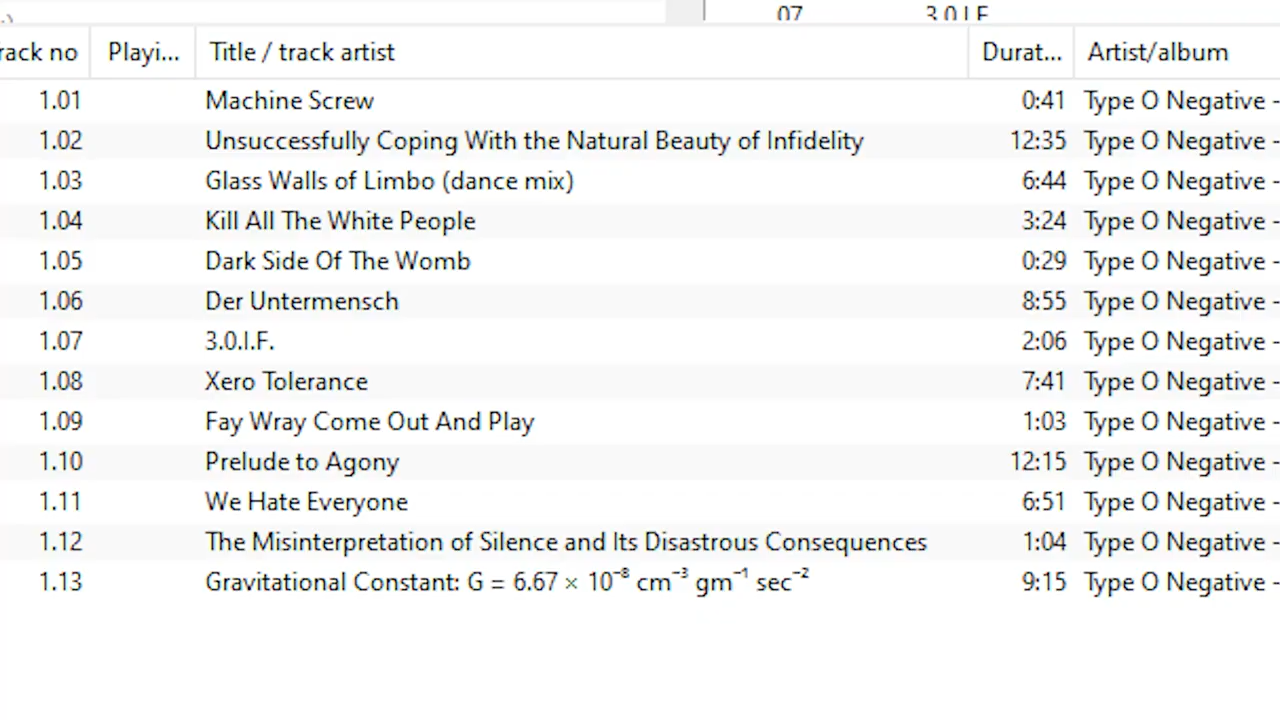 07 3.0.I.F.
rack no Playi... Title / track artist Durat... Artist/album
1.01 Machine Screw 0:41 Type O Negative -
1.02 Unsuccessfully Coping With the Natural Beauty of Infidelity 12:35 Type O Negative -
1.03 Glass Walls of Limbo (dance mix) 6:44 Type O Negative -
1.04 Kill All The White People 3:24 Type O Negative -
1.05 Dark Side Of The Womb 0:29 Type O Negative -
1.06 Der Untermensch 8:55 Type O Negative -
1.07 3.0.I.F. 2:06 Type O Negative -
1.08 Xero Tolerance 7:41 Type O Negative -
1.09 Fay Wray Come Out And Play 1:03 Type O Negative -
1.10 Prelude to Agony 12:15 Type O Negative -
1.11 We Hate Everyone 6:51 Type O Negative -
1.12 The Misinterpretation of Silence and Its Disastrous Consequences 1:04 Type O Negative -
1.13 Gravitational Constant: G = 6.67 × 10⁻⁸ cm⁻³ gm⁻¹ sec⁻² 9:15 Type O Negative -